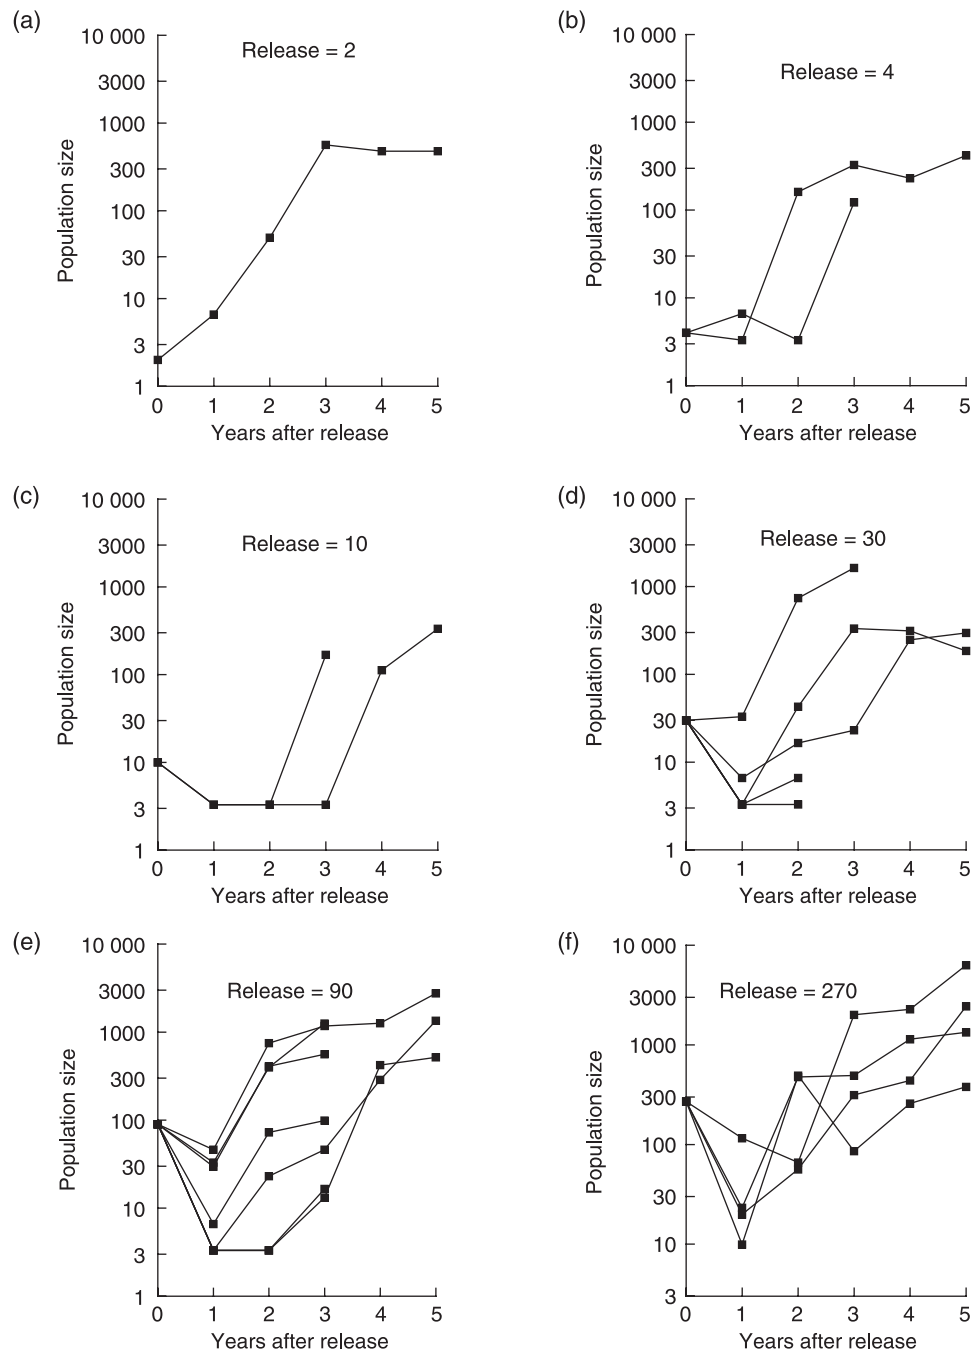 (a)
Release = 2
10 000
3000
1000
300
100
30
10
3
1
Population size
0 1 2 3 4 5
Years after release
(b)
Release = 4
10 000
3000
1000
300
100
30
10
3
1
Population size
0 1 2 3 4 5
Years after release
(c)
Release = 10
10 000
3000
1000
300
100
30
10
3
1
Population size
0 1 2 3 4 5
Years after release
(d)
Release = 30
10 000
3000
1000
300
100
30
10
3
1
Population size
0 1 2 3 4 5
Years after release
(e)
Release = 90
10 000
3000
1000
300
100
30
10
3
1
Population size
0 1 2 3 4 5
Years after release
(f)
Release = 270
10 000
3000
1000
300
100
30
10
3
Population size
0 1 2 3 4 5
Years after release